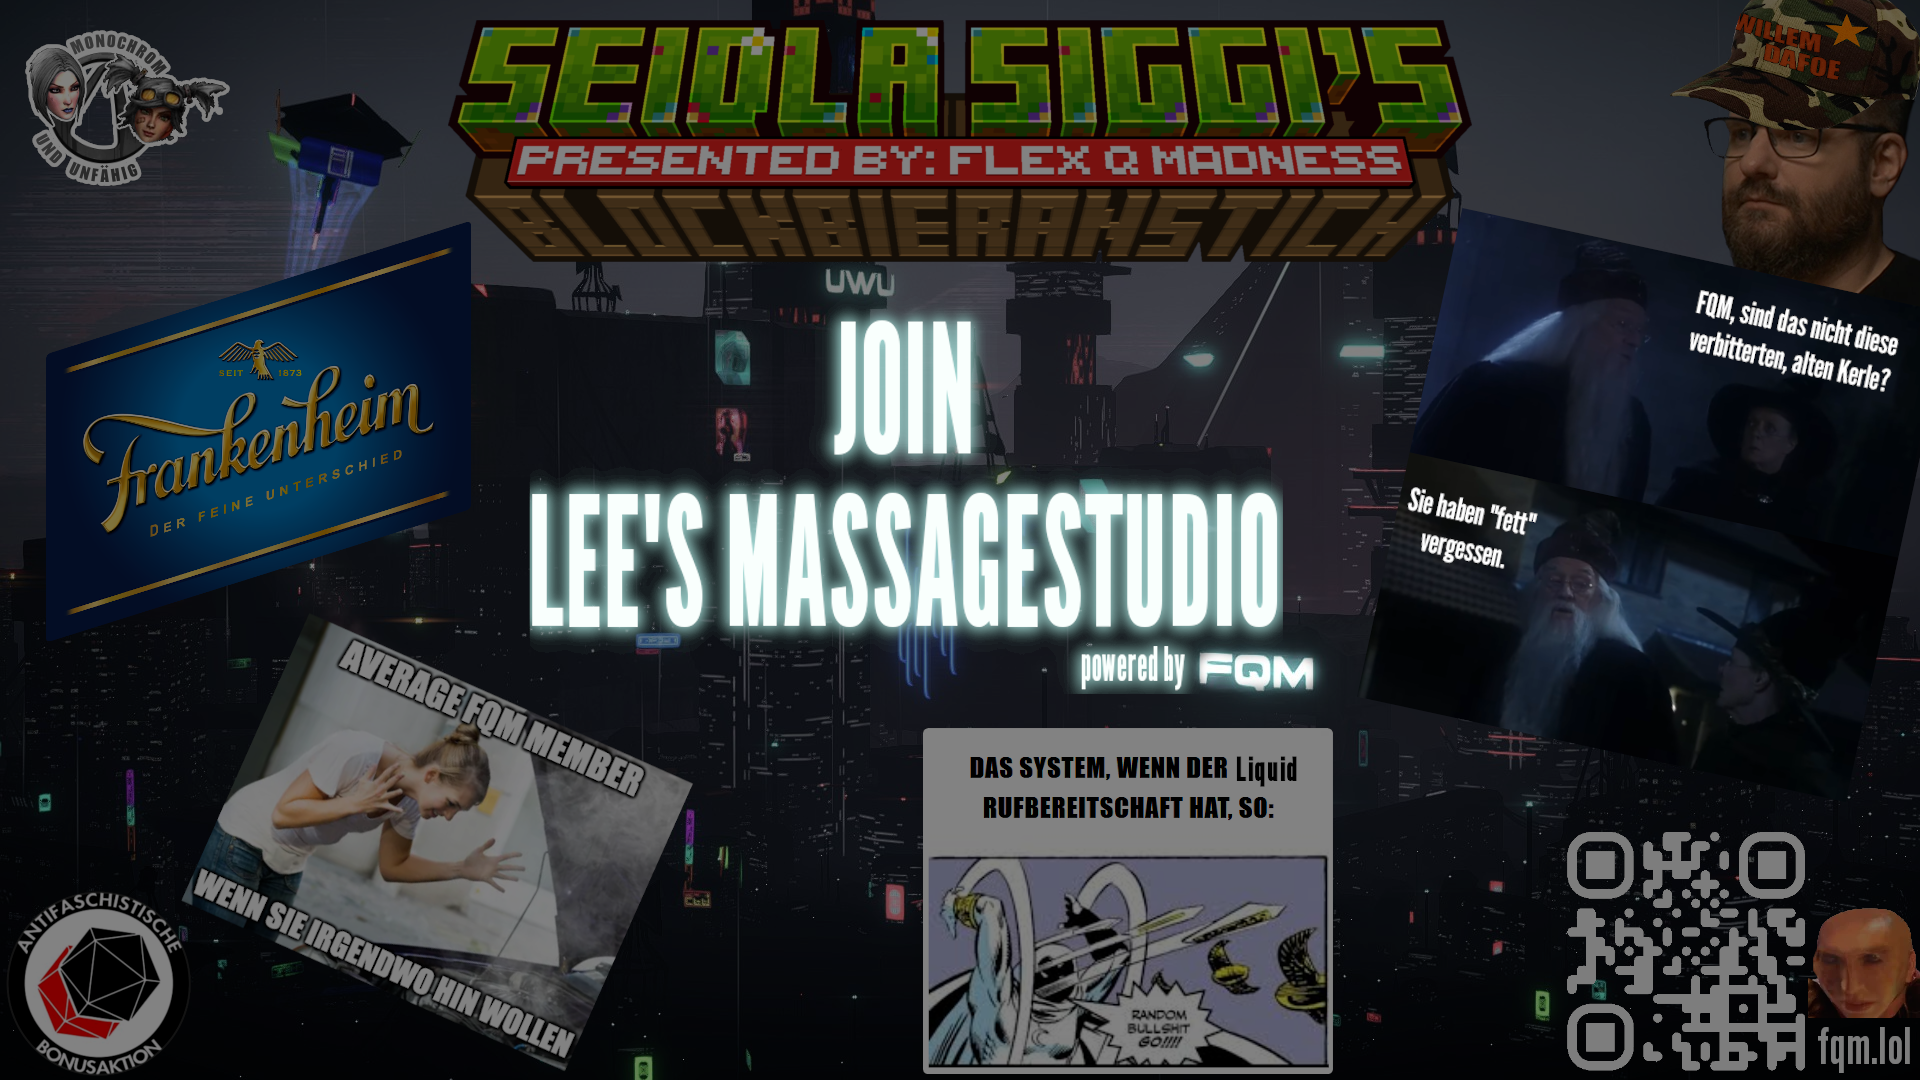 MONOCHROM
UND UNFÄHIG
SEIDLA SIGGI'S
PRESENTED BY: FLEX Q MADNESS
BLOCKBIERANSTICH
WILLEM
DAFOE
UWU
JOIN
LEE'S MASSAGESTUDIO
powered by FQM
SEIT 1873
Frankenheim
DER FEINE UNTERSCHIED
FQM, sind das nicht diese
verbitterten, alten Kerle?
Sie haben "fett"
vergessen.
AVERAGE FQM MEMBER
WENN SIE IRGENDWO HIN WOLLEN
DAS SYSTEM, WENN DER Liquid
RUFBEREITSCHAFT HAT, SO:
RANDOM
BULLSHIT
GO!!!!
ANTIFASCHISTISCHE
BONUSAKTION
fqm.lol